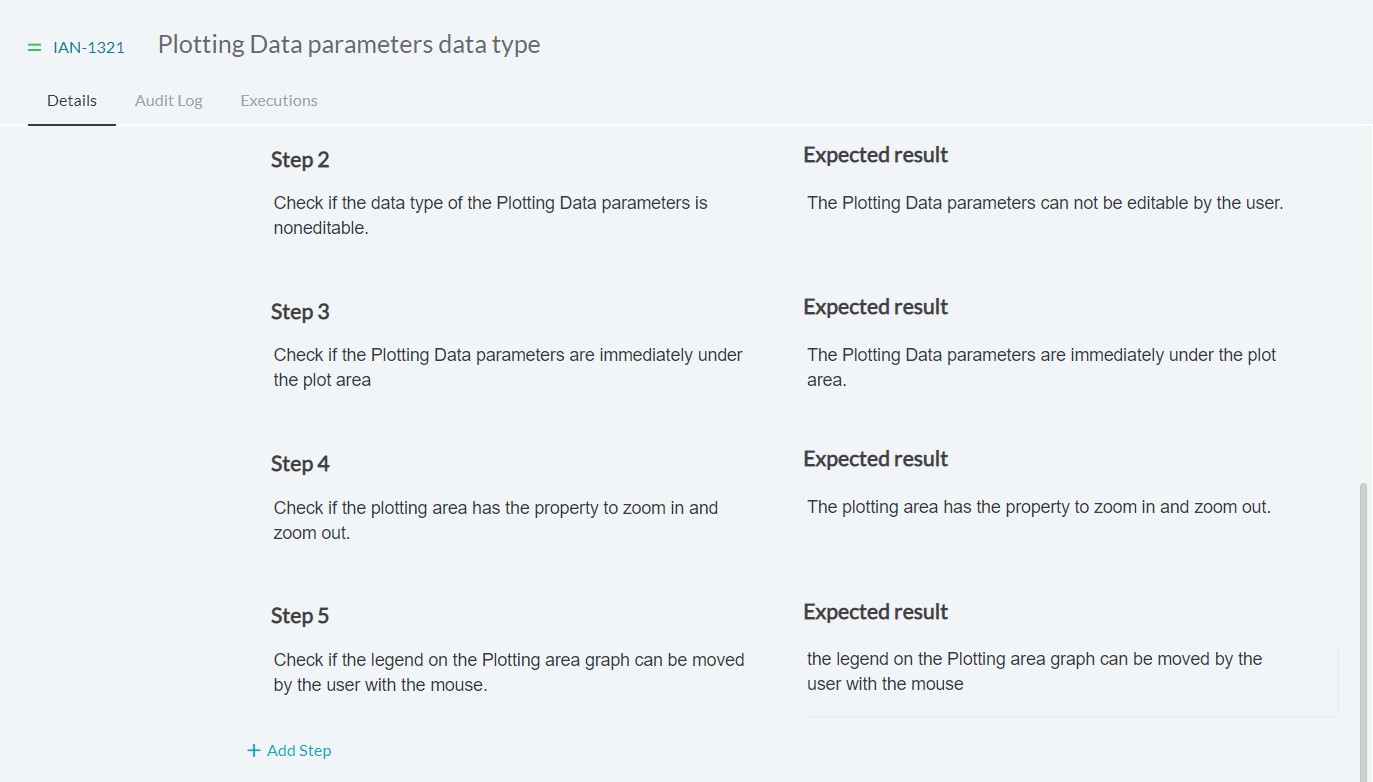 IAN-1321 Plotting Data parameters data type
Details Audit Log Executions
Step 2
Expected result
Check if the data type of the Plotting Data parameters is
noneditable.
The Plotting Data parameters can not be editable by the user.
Step 3
Expected result
Check if the Plotting Data parameters are immediately under
the plot area
The Plotting Data parameters are immediately under the plot
area.
Step 4
Expected result
Check if the plotting area has the property to zoom in and
zoom out.
The plotting area has the property to zoom in and zoom out.
Step 5
Expected result
Check if the legend on the Plotting area graph can be moved
by the user with the mouse.
the legend on the Plotting area graph can be moved by the
user with the mouse
+ Add Step